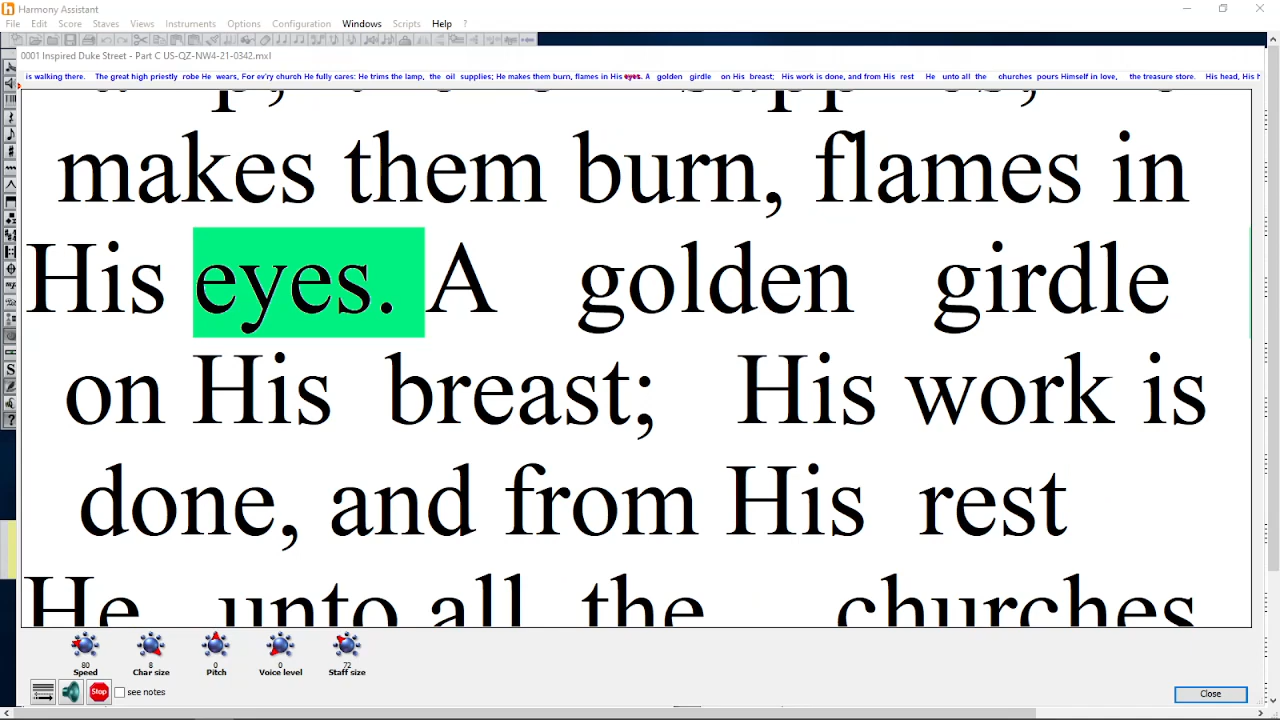 Harmony Assistant
File Edit Score Staves Views Instruments Options Configuration Windows Scripts Help ?
0001 Inspired Duke Street - Part C US-QZ-NW4-21-0342.mxl
is walking there. The great high priestly robe He wears, For ev'ry church He fully cares: He trims the lamp, the oil supplies; He makes them burn, flames in His eyes. A golden girdle on His breast; His work is done, and from His rest He unto all the churches pours Himself in love, the treasure store. His head, His h
makes them burn, flames in
His eyes. A golden girdle
on His breast; His work is
done, and from His rest
He unto all the churches
80 8 0 0 72
Speed Char size Pitch Voice level Staff size
Stop see notes
Close